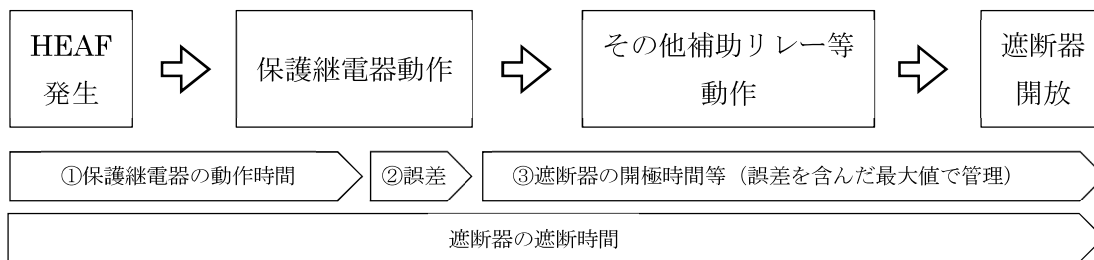 HEAF
発生
保護継電器動作
その他補助リレー等
動作
遮断器
開放
①保護継電器の動作時間
②誤差
③遮断器の開極時間等（誤差を含んだ最大値で管理）
遮断器の遮断時間